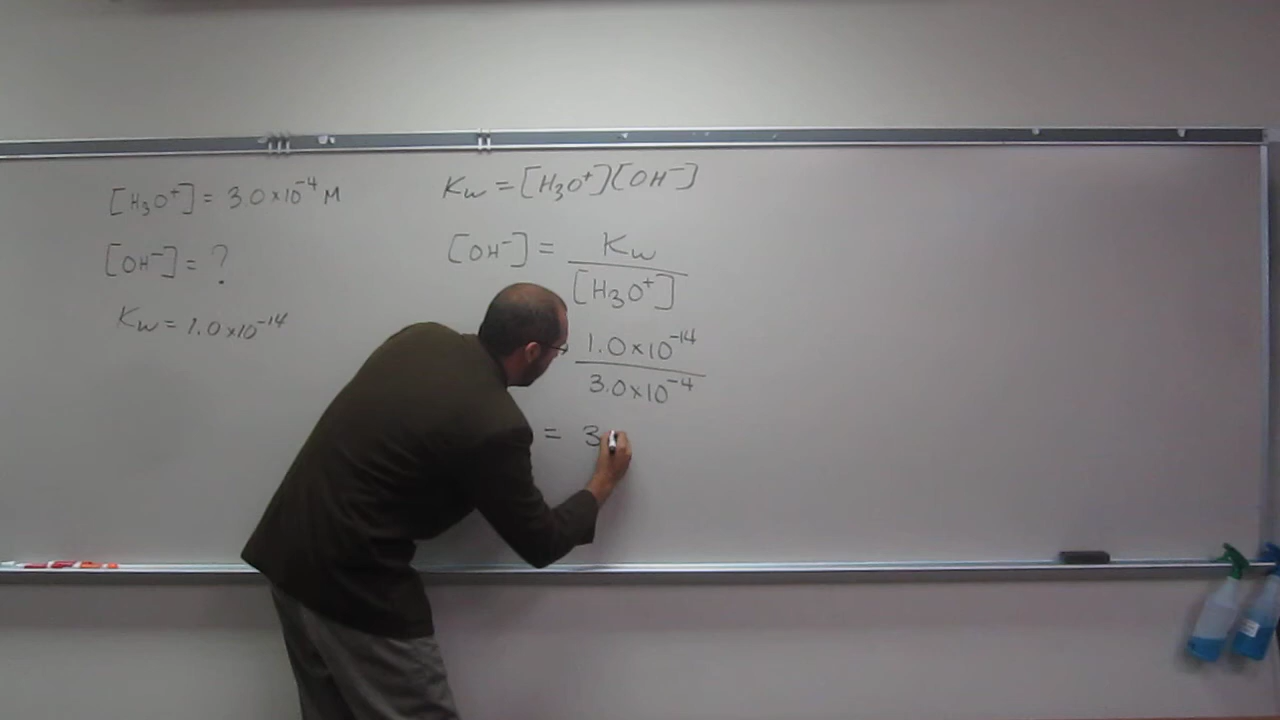 [H₃O⁺] = 3.0×10⁻⁴ M
[OH⁻] = ?
Kw = 1.0×10⁻¹⁴
Kw = [H₃O⁺][OH⁻]
[OH⁻] = Kw
[H₃O⁺]
1.0×10⁻¹⁴
3.0×10⁻⁴
= 3